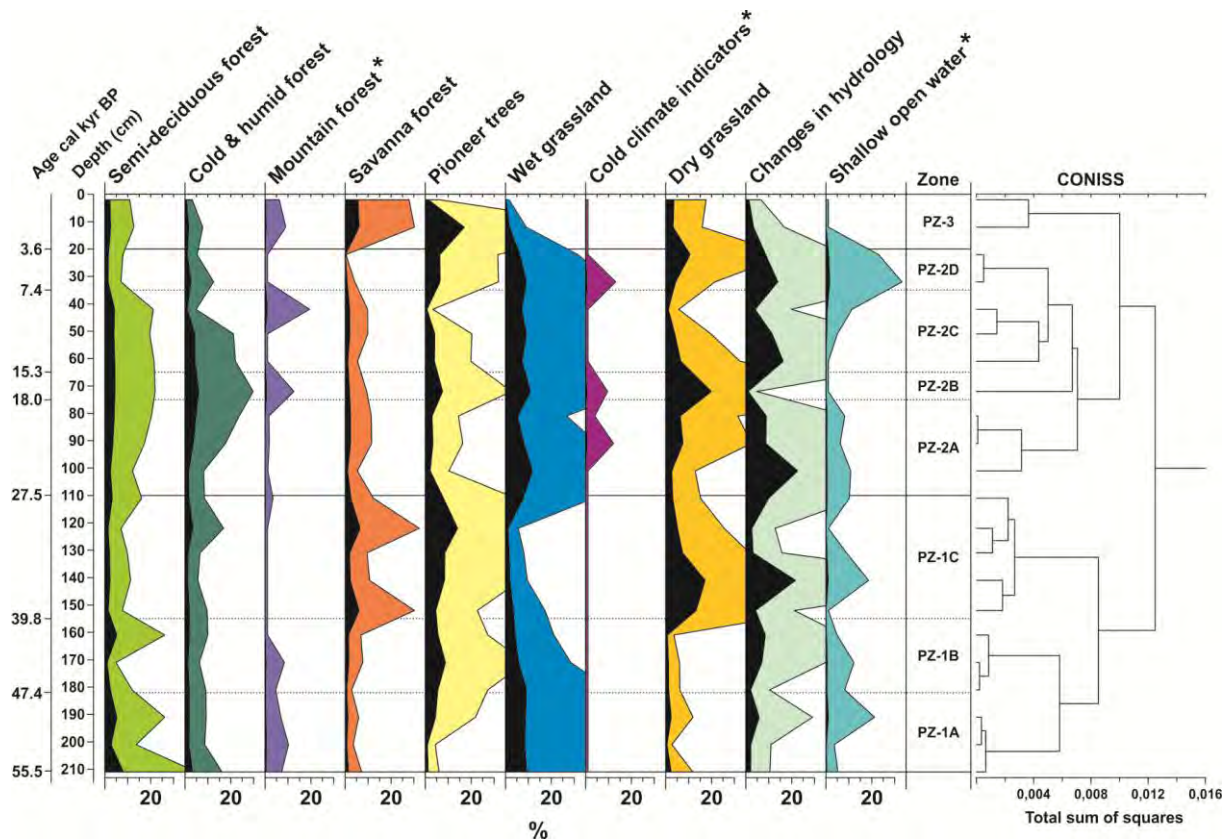 Age cal kyr BP
Depth (cm)
Semi-deciduous forest
Cold & humid forest
Mountain forest *
Savanna forest
Pioneer trees
Wet grassland
Cold climate indicators *
Dry grassland
Changes in hydrology
Shallow open water *
Zone CONISS
0
10 PZ-3
3.6 20
30 PZ-2D
7.4
40
50 PZ-2C
60
15.3
70 PZ-2B
18.0
80
90 PZ-2A
100
27.5 110
120
130 PZ-1C
140
150
39.8
160
170 PZ-1B
47.4 180
190 PZ-1A
200
55.5 210
20 20 20 20 20 20 20 20 20 20 0,004 0,008 0,012 0,016
% Total sum of squares